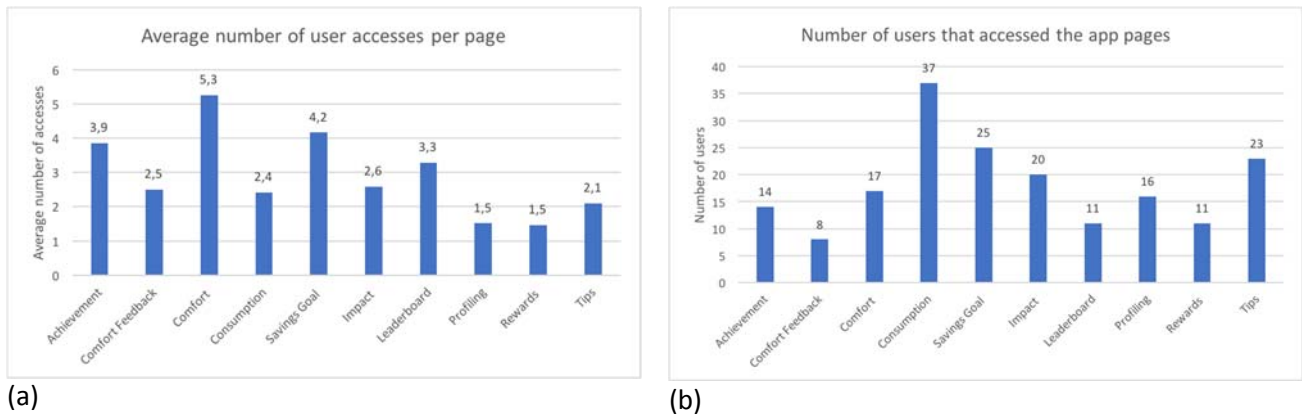 Average number of user accesses per page
Average number of accesses
6
5
4
3
2
1
0
3,9
2,5
5,3
2,4
4,2
2,6
3,3
1,5
1,5
2,1
Achievement
Comfort Feedback
Comfort
Consumption
Savings Goal
Impact
Leaderboard
Profiling
Rewards
Tips
(a)
Number of users that accessed the app pages
Number of users
40
35
30
25
20
15
10
5
0
14
8
17
37
25
20
11
16
11
23
Achievement
Comfort Feedback
Comfort
Consumption
Savings Goal
Impact
Leaderboard
Profiling
Rewards
Tips
(b)